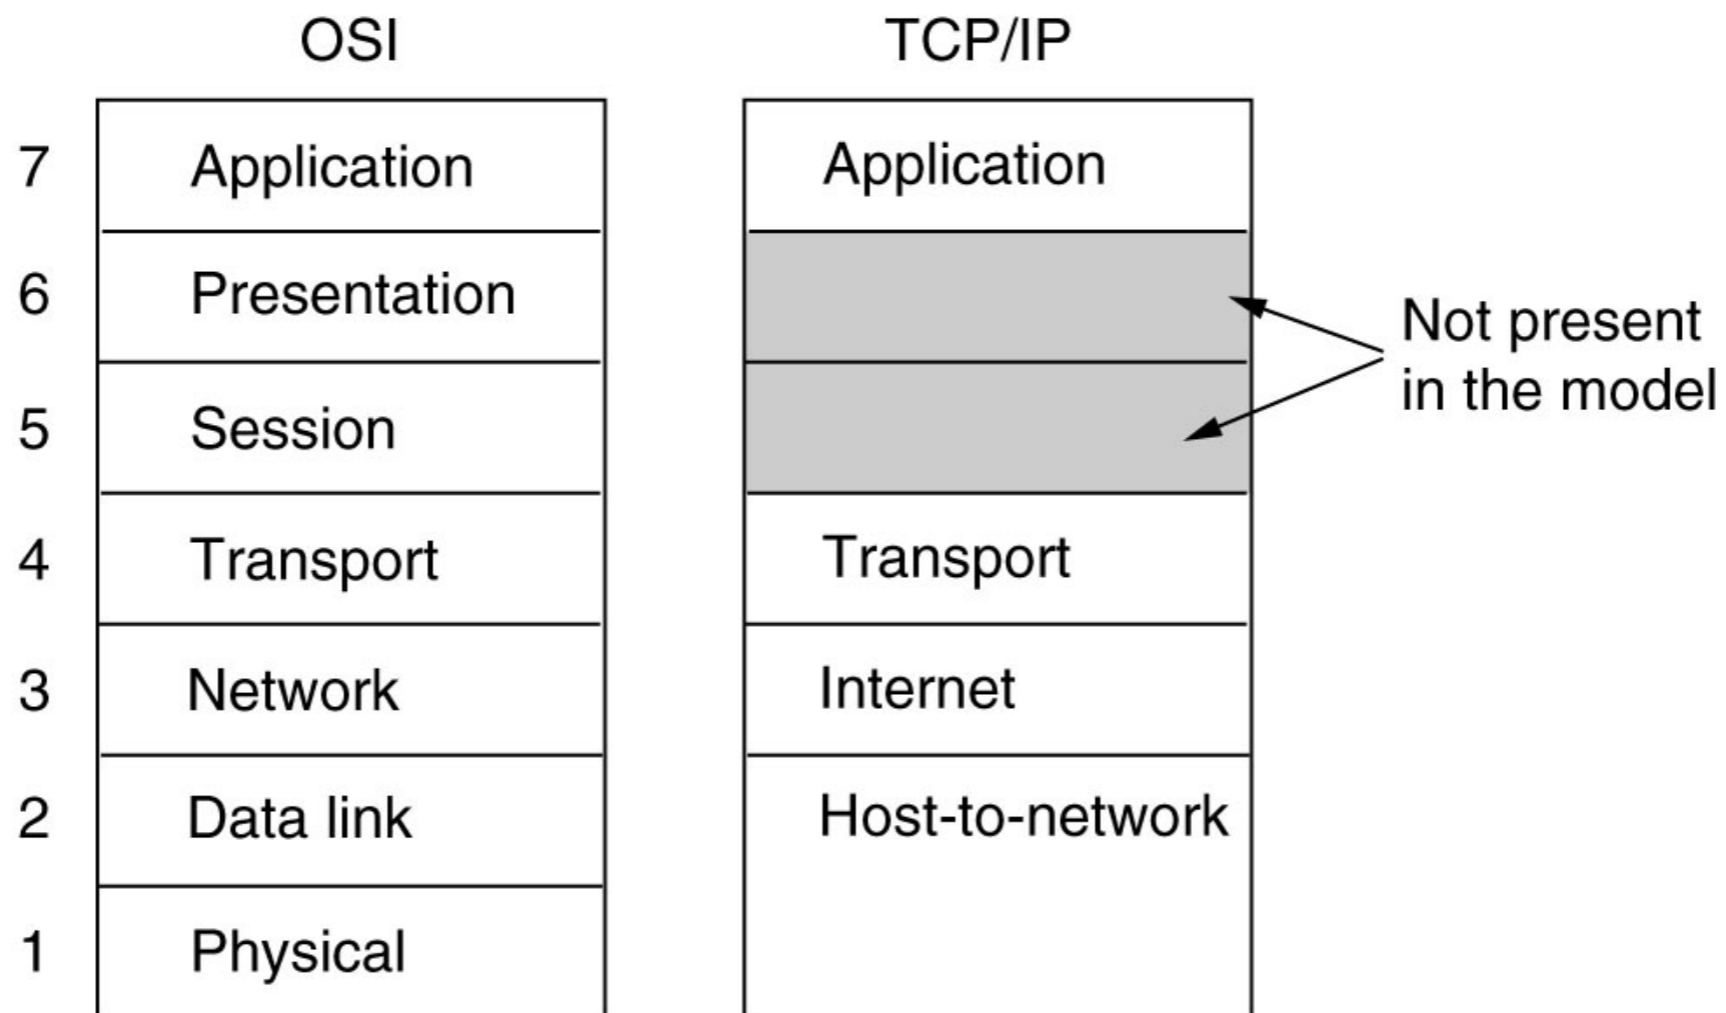 OSI
TCP/IP
7
Application
Application
6
Presentation
Not present
in the model
5
Session
4
Transport
Transport
3
Network
Internet
2
Data link
Host-to-network
1
Physical